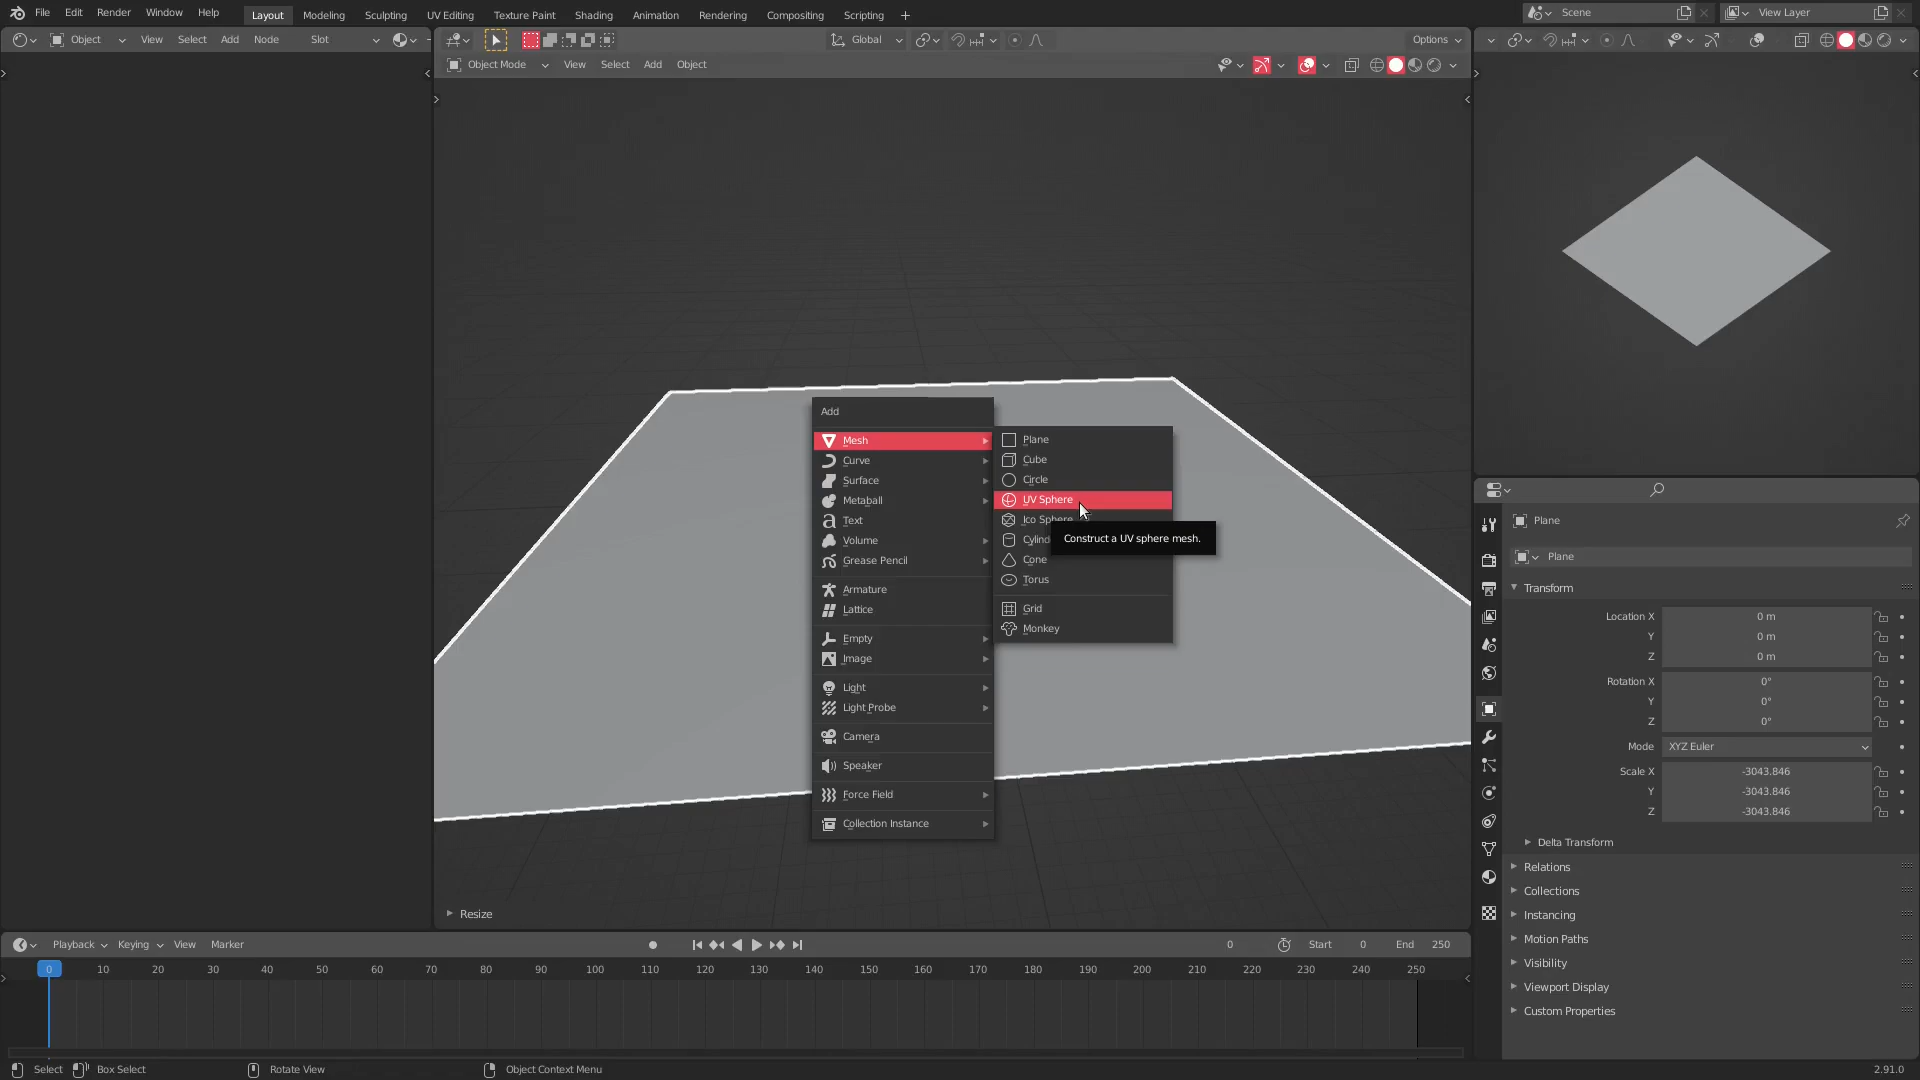 File Edit Render Window Help Layout Modeling Sculpting UV Editing Texture Paint Shading Animation Rendering Compositing Scripting + Scene View Layer
Object View Select Add Node Slot
Global Options
Object Mode View Select Add Object
Add
Mesh
Curve
Surface
Metaball
Text
Volume
Grease Pencil
Armature
Lattice
Empty
Image
Light
Light Probe
Camera
Speaker
Force Field
Collection Instance
Plane
Cube
Circle
UV Sphere
Ico Sphere
Cylind
Cone
Torus
Grid
Monkey
Construct a UV sphere mesh.
Resize
Plane
Plane
Transform
Location X 0 m
Y 0 m
Z 0 m
Rotation X 0°
Y 0°
Z 0°
Mode XYZ Euler
Scale X -3043.846
Y -3043.846
Z -3043.846
Delta Transform
Relations
Collections
Instancing
Motion Paths
Visibility
Viewport Display
Custom Properties
Playback Keying View Marker 0 Start 0 End 250
0 10 20 30 40 50 60 70 80 90 100 110 120 130 140 150 160 170 180 190 200 210 220 230 240 250
Select Box Select Rotate View Object Context Menu 2.91.0